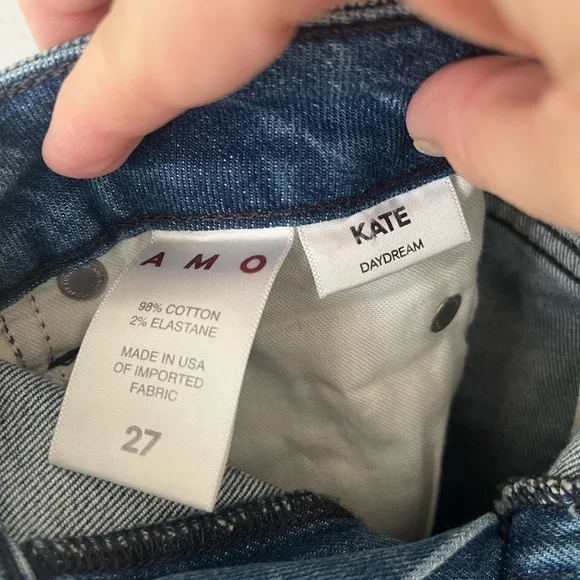 AMO
98% COTTON
2% ELASTANE
MADE IN USA
OF IMPORTED
FABRIC
27
KATE
DAYDREAM